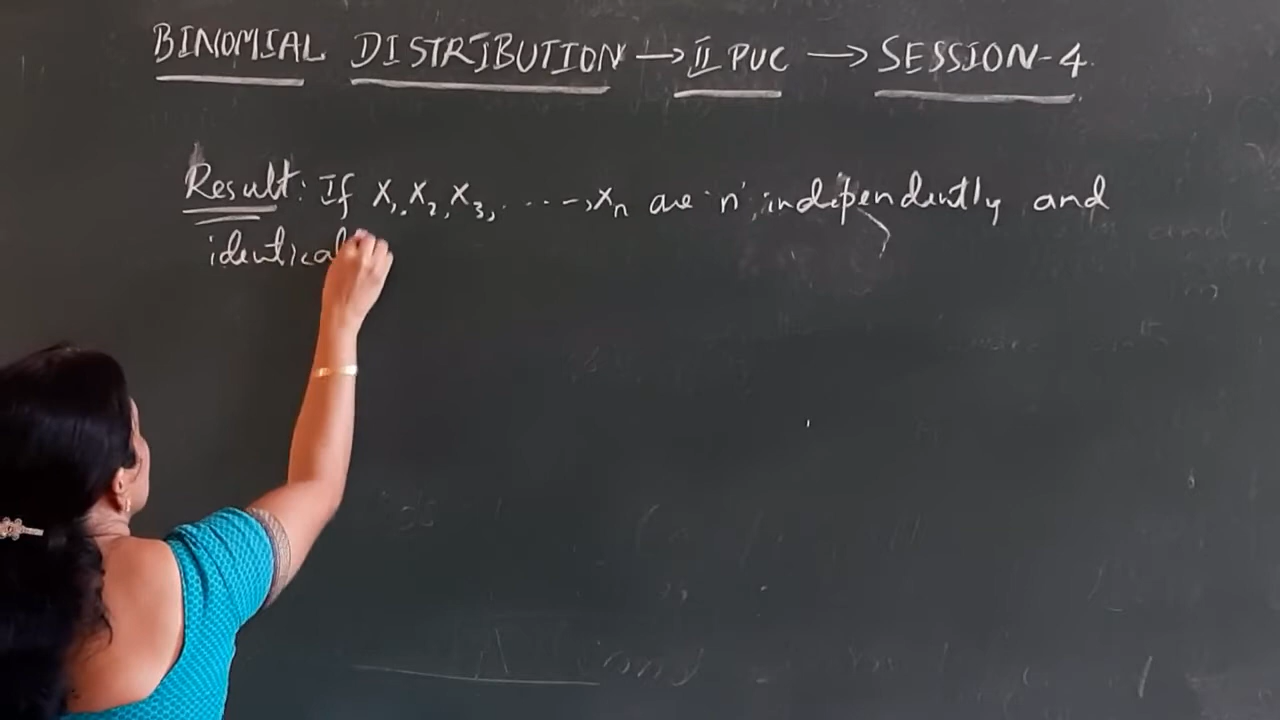 BINOMIAL DISTRIBUTION → II PUC → SESSION-4.
Result: If X1, X2, X3, ----, Xn are 'n' independently and
identical